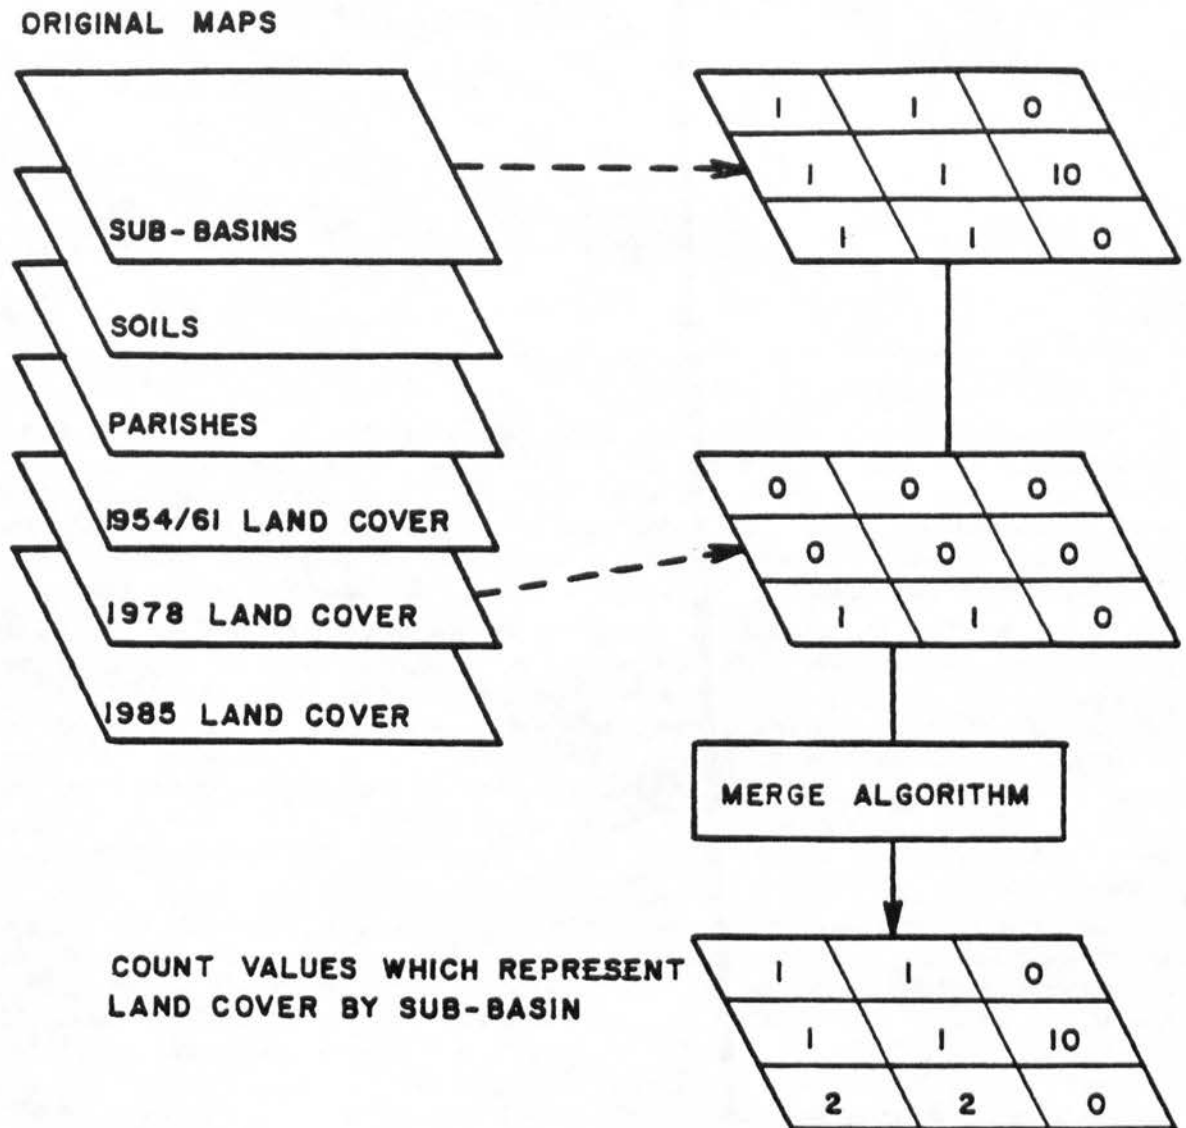 ORIGINAL MAPS
SUB-BASINS
SOILS
PARISHES
1954/61 LAND COVER
1978 LAND COVER
1985 LAND COVER
1 1 0
1 1 10
1 1 0
0 0 0
0 0 0
1 1 0
MERGE ALGORITHM
COUNT VALUES WHICH REPRESENT
LAND COVER BY SUB-BASIN
1 1 0
1 1 10
2 2 0